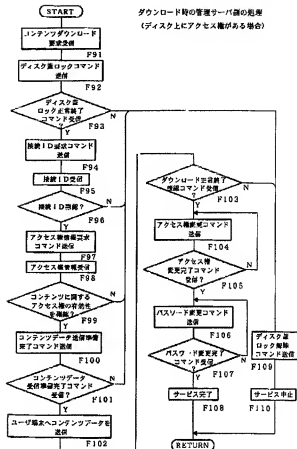 START
ダウンロード時の管理サーバ側の処理
(ディスク上にアクセス権がある場合)
コンテンツダウンロード
要求受信
F91
ディスク盤ロックコマンド
送信
F92
ディスク盤
ロック正常終了
コマンド受信
?
N
Y
F93
接続ID要求コマンド
送信
F94
接続ID受信
F95
接続ID確認?
N
Y
F96
アクセス権情報要求
コマンド送信
F97
アクセス権情報受信
F98
コンテンツに関する
アクセス権の有効性
を確認?
N
Y
F99
コンテンツデータ送信準備
完了コマンド送信
F100
コンテンツデータ
受信準備完了コマンド
受信?
N
Y
F101
ユーザ端末へコンテンツデータを
送信
F102
ダウンロード正常終了
確認コマンド受信
?
N
Y
F103
アクセス権変更コマンド
送信
F104
アクセス権
変更完了コマンド
受信?
N
Y
F105
パスワード変更コマンド
送信
F106
パスワード変更完了
コマンド受信
?
N
Y
F107
サービス完了
F108
ディスク盤
ロック解除
コマンド送信
F109
サービス中止
F110
RETURN